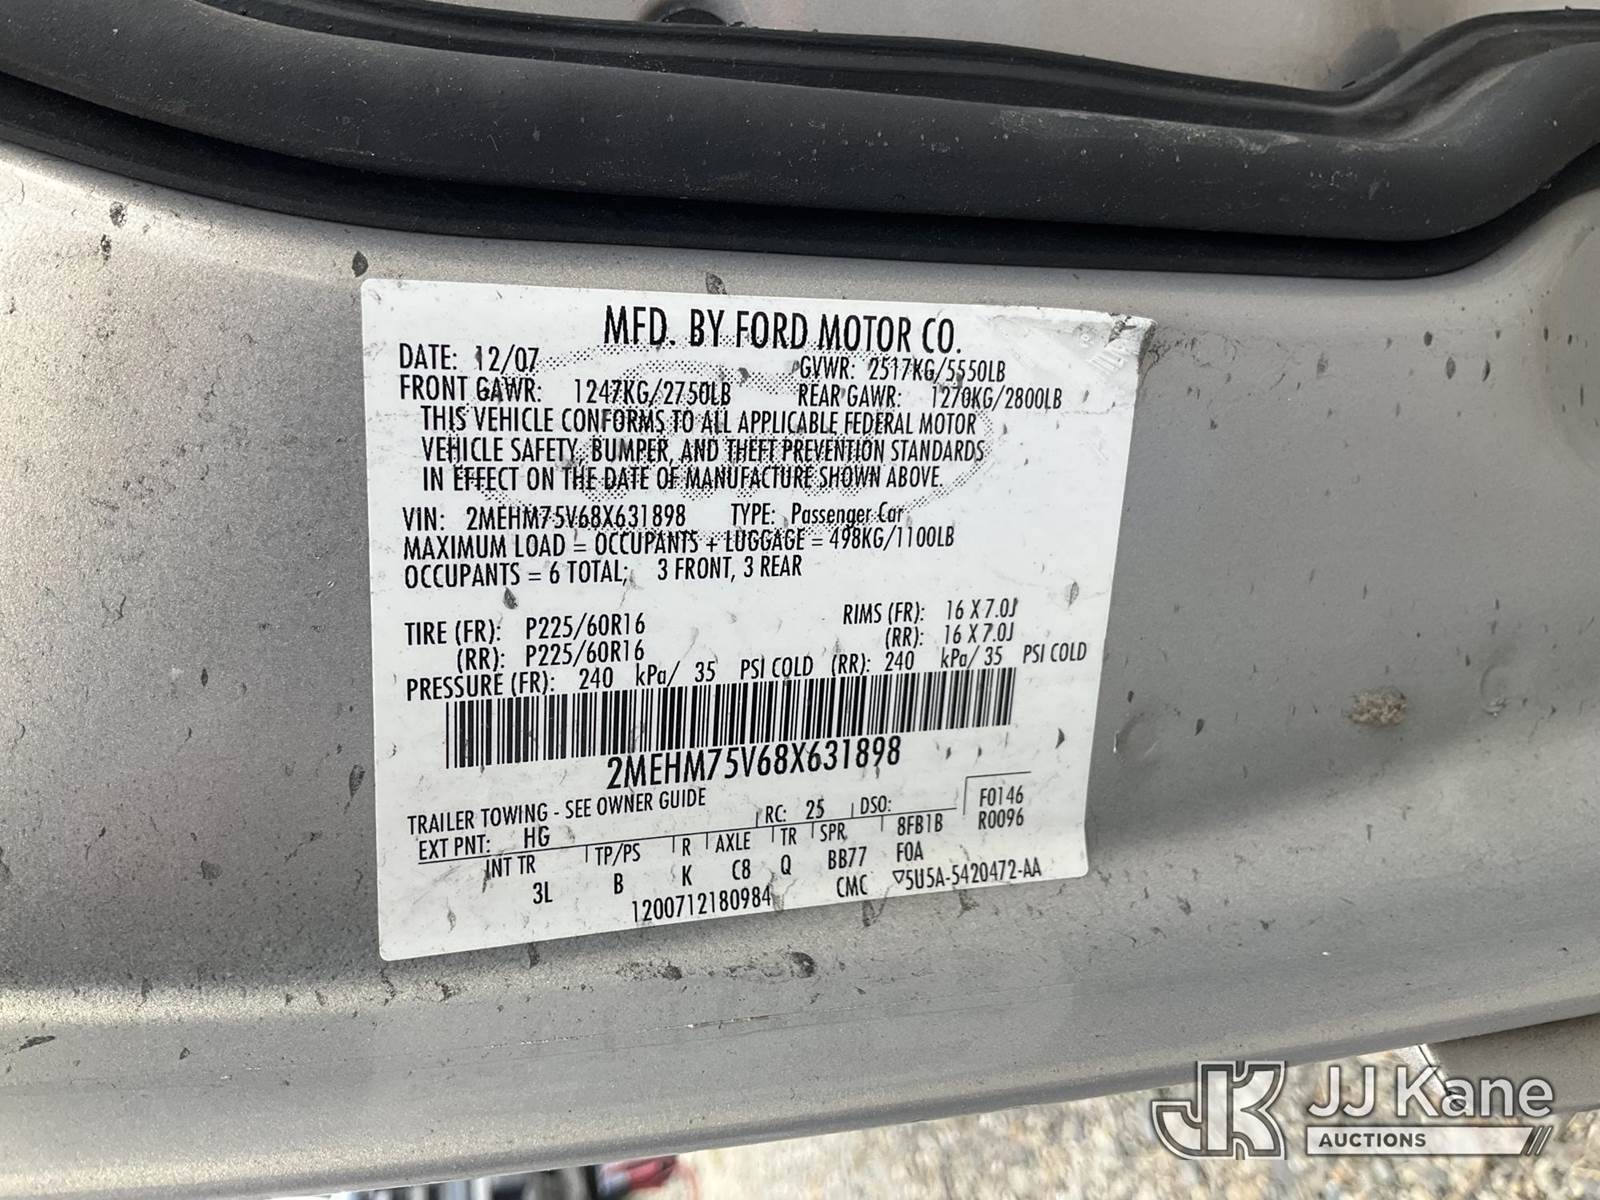 MFD. BY FORD MOTOR CO.
DATE: 12/07 GVWR: 2517KG/5550LB
FRONT GAWR: 1247KG/2750LB REAR GAWR: 1270KG/2800LB
THIS VEHICLE CONFORMS TO ALL APPLICABLE FEDERAL MOTOR
VEHICLE SAFETY, BUMPER, AND THEFT PREVENTION STANDARDS
IN EFFECT ON THE DATE OF MANUFACTURE SHOWN ABOVE.
VIN: 2MEHM75V68X631898 TYPE: Passenger Car
MAXIMUM LOAD = OCCUPANTS + LUGGAGE = 498KG/1100LB
OCCUPANTS = 6 TOTAL; 3 FRONT, 3 REAR
TIRE (FR): P225/60R16 RIMS (FR): 16 X 7.0J
(RR): P225/60R16 (RR): 16 X 7.0J
PRESSURE (FR): 240 kPa/ 35 PSI COLD (RR): 240 kPa/ 35 PSI COLD
2MEHM75V68X631898
TRAILER TOWING - SEE OWNER GUIDE RC: 25 DSO: F0146
EXT PNT: HG 8FB1B R0096
INT TR TP/PS R AXLE TR SPR F0A
3L B K C8 Q BB77
1200712180984 CMC ▽5U5A-5420472-AA
JK JJ Kane
AUCTIONS